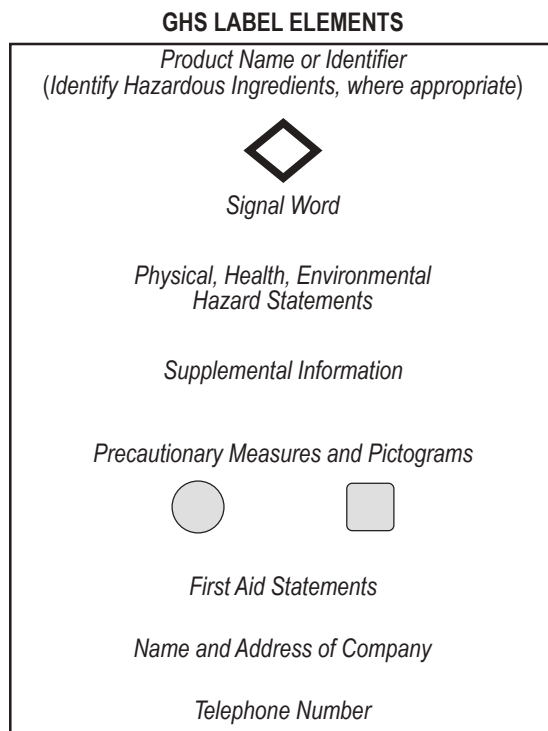 GHS LABEL ELEMENTS
Product Name or Identifier
(Identify Hazardous Ingredients, where appropriate)
Signal Word
Physical, Health, Environmental
Hazard Statements
Supplemental Information
Precautionary Measures and Pictograms
First Aid Statements
Name and Address of Company
Telephone Number